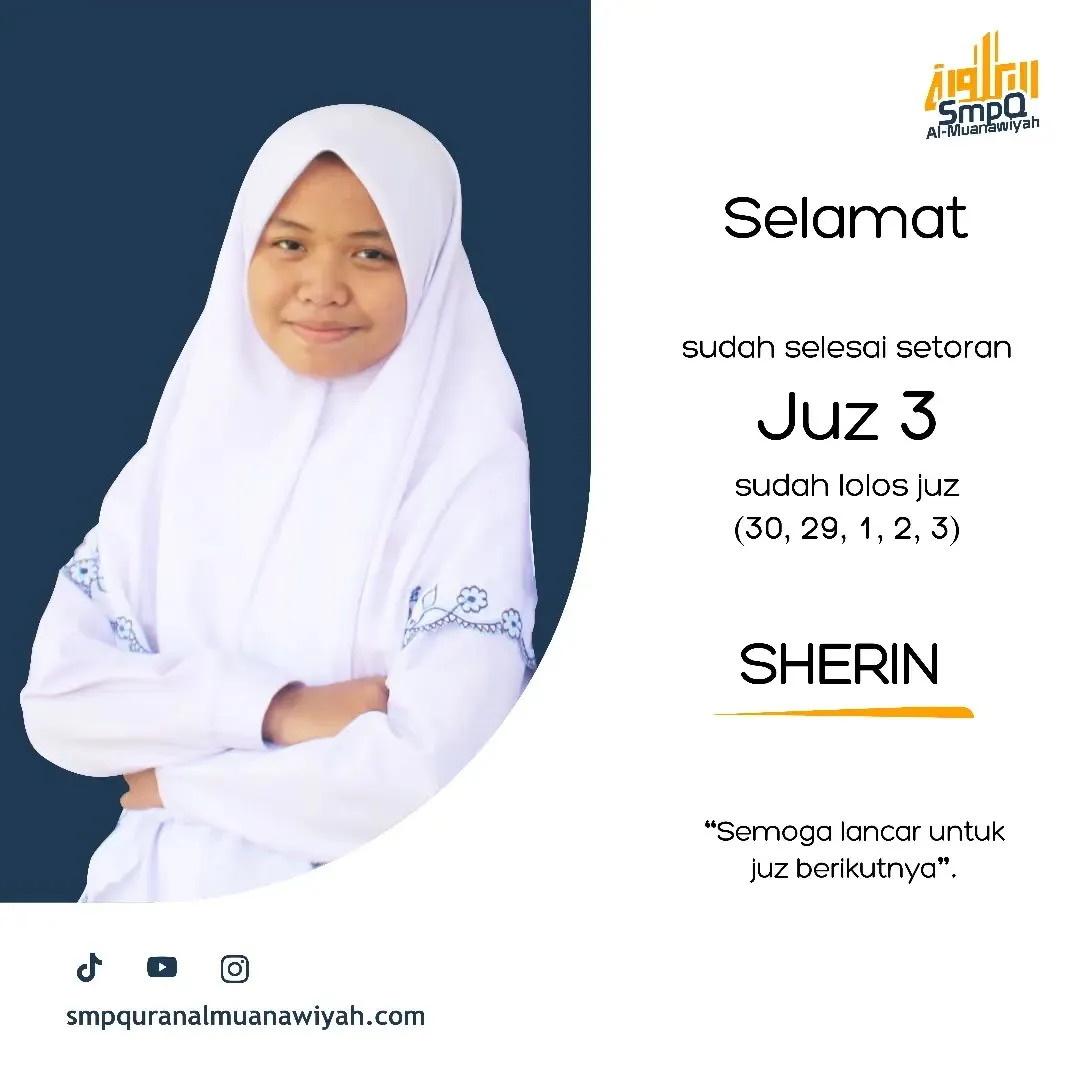 المعاوية
SmpQ
Al-Muanawiyah
Selamat
sudah selesai setoran
Juz 3
sudah lolos juz
(30, 29, 1, 2, 3)
SHERIN
“Semoga lancar untuk
juz berikutnya”.
smpquranalmuanawiyah.com